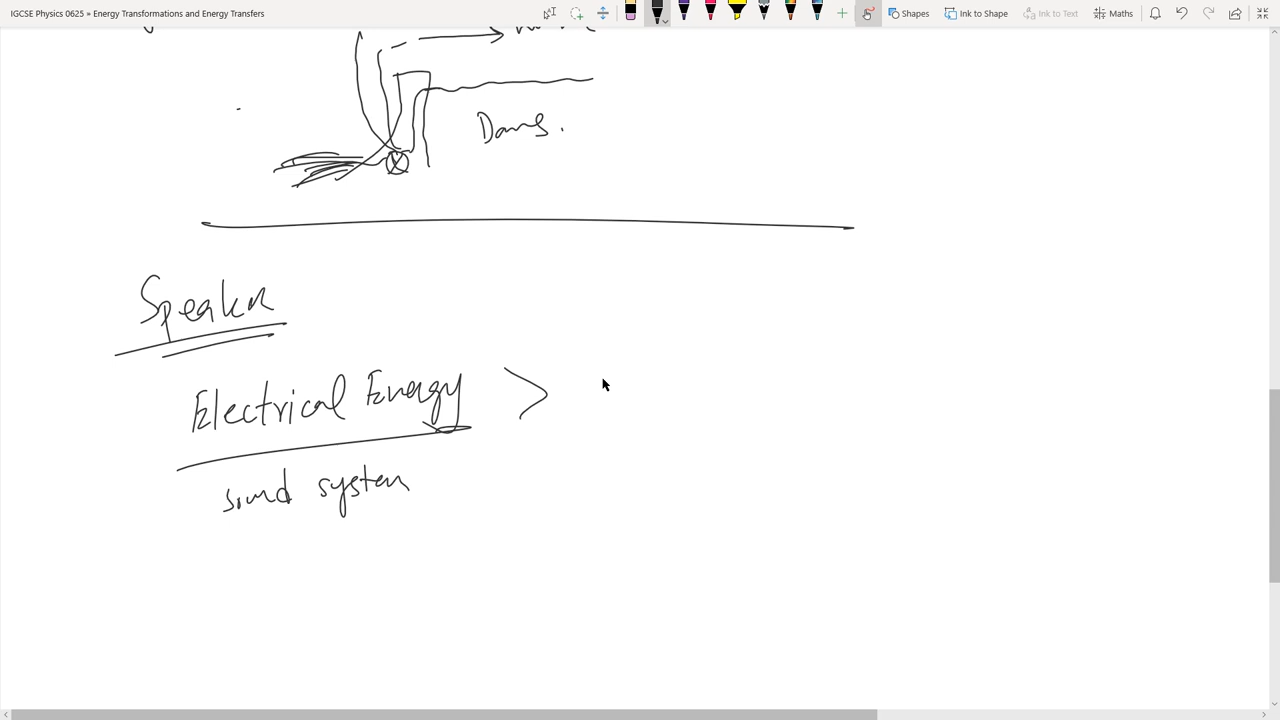 IGCSE Physics 0625 » Energy Transformations and Energy Transfers
Shapes
Ink to Shape
Ink to Text
Maths
Dams.
Speaker
Electrical Energy >
sound system